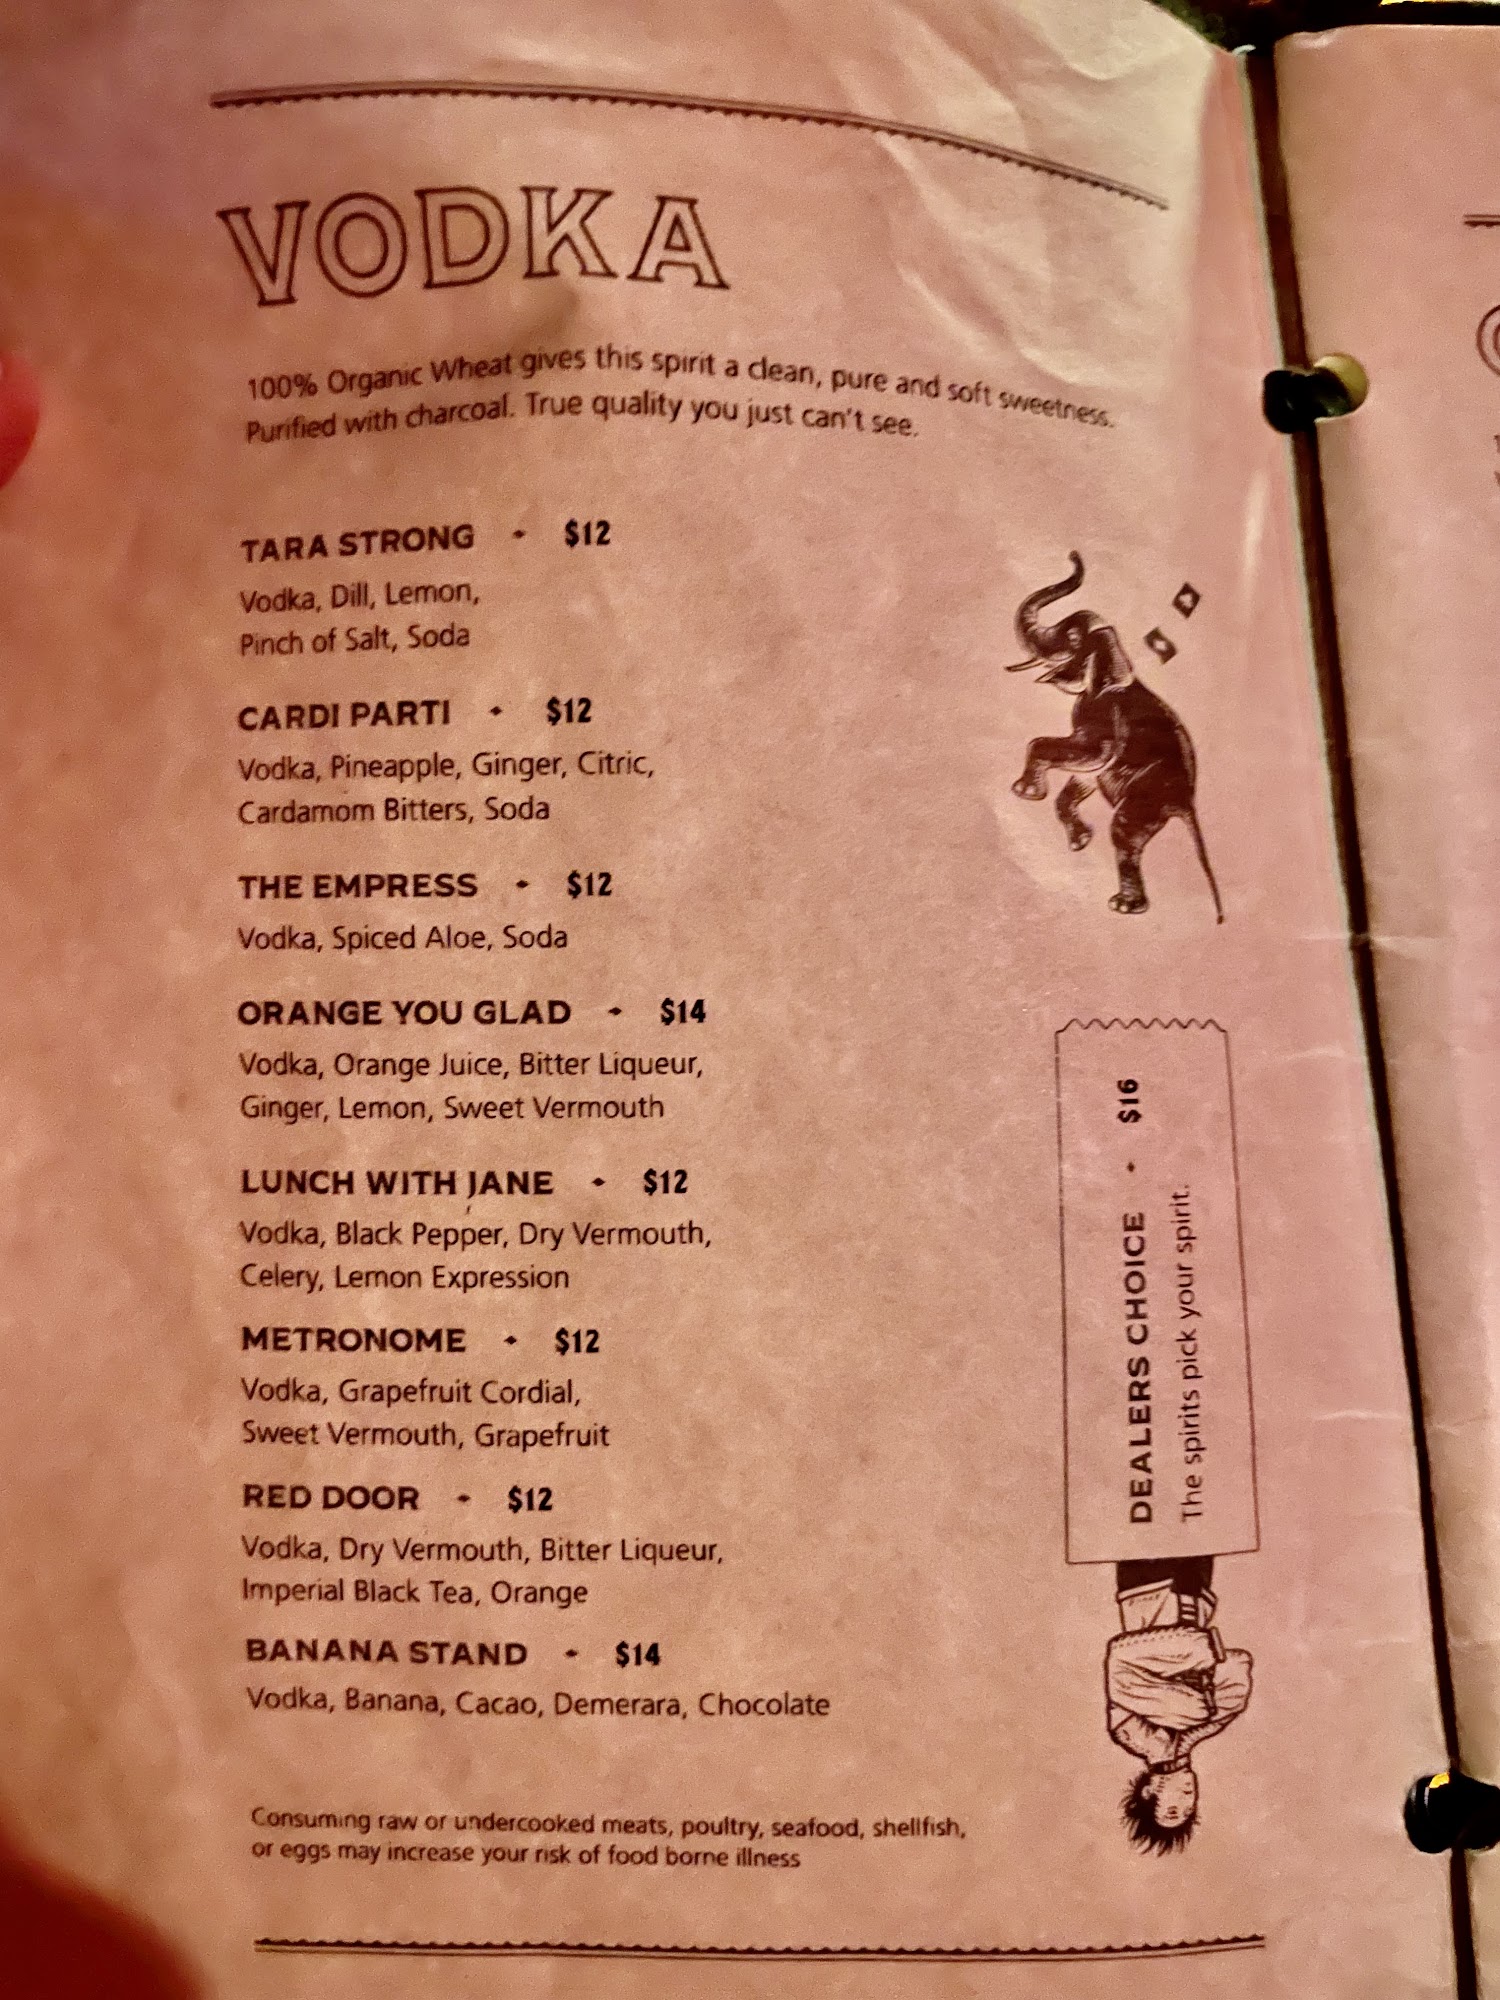 VODKA
100% Organic Wheat gives this spirit a clean, pure and soft sweetness.
Purified with charcoal. True quality you just can't see.
TARA STRONG • $12
Vodka, Dill, Lemon,
Pinch of Salt, Soda
CARDI PARTI • $12
Vodka, Pineapple, Ginger, Citric,
Cardamom Bitters, Soda
THE EMPRESS • $12
Vodka, Spiced Aloe, Soda
ORANGE YOU GLAD • $14
Vodka, Orange Juice, Bitter Liqueur,
Ginger, Lemon, Sweet Vermouth
LUNCH WITH JANE • $12
Vodka, Black Pepper, Dry Vermouth,
Celery, Lemon Expression
METRONOME • $12
Vodka, Grapefruit Cordial,
Sweet Vermouth, Grapefruit
RED DOOR • $12
Vodka, Dry Vermouth, Bitter Liqueur,
Imperial Black Tea, Orange
BANANA STAND • $14
Vodka, Banana, Cacao, Demerara, Chocolate
Consuming raw or undercooked meats, poultry, seafood, shellfish,
or eggs may increase your risk of food borne illness
DEALERS CHOICE • $16
The spirits pick your spirit.